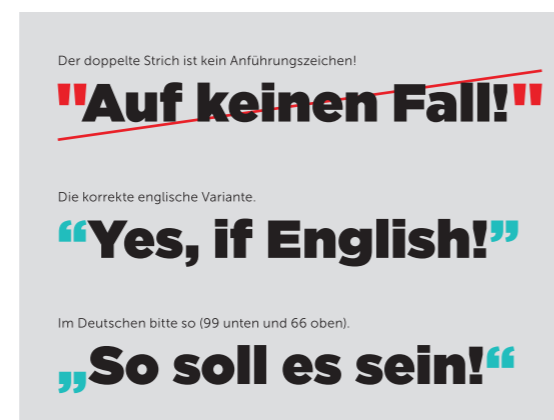 Der doppelte Strich ist kein Anführungszeichen!
"Auf keinen Fall!"
Die korrekte englische Variante.
“Yes, if English!”
Im Deutschen bitte so (99 unten und 66 oben).
„So soll es sein!“